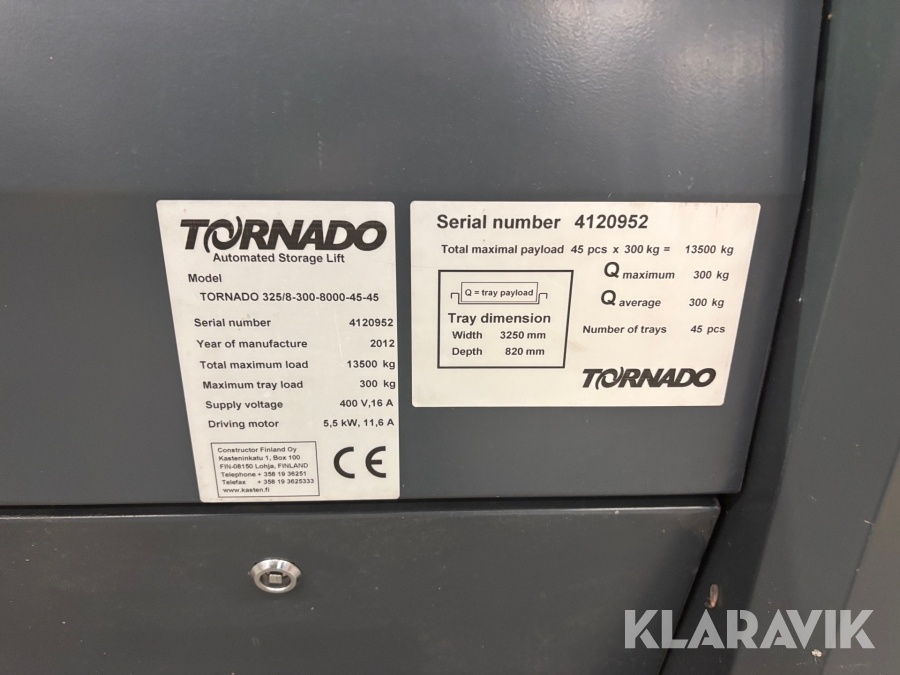 TORNADO
Automated Storage Lift
Model
TORNADO 325/8-300-8000-45-45
Serial number 4120952
Year of manufacture 2012
Total maximum load 13500 kg
Maximum tray load 300 kg
Supply voltage 400 V,16 A
Driving motor 5,5 kW, 11,6 A
Constructor Finland Oy
Kasteninkatu 1, Box 100
FIN-08150 Lohja, FINLAND
Telephone + 358 19 36251
Telefax + 358 19 3625333
www.kasten.fi
CE
Serial number 4120952
Total maximal payload 45 pcs x 300 kg = 13500 kg
Q maximum 300 kg
Q = tray payload
Q average 300 kg
Tray dimension
Width 3250 mm
Depth 820 mm
Number of trays 45 pcs
TORNADO
KLARAVIK